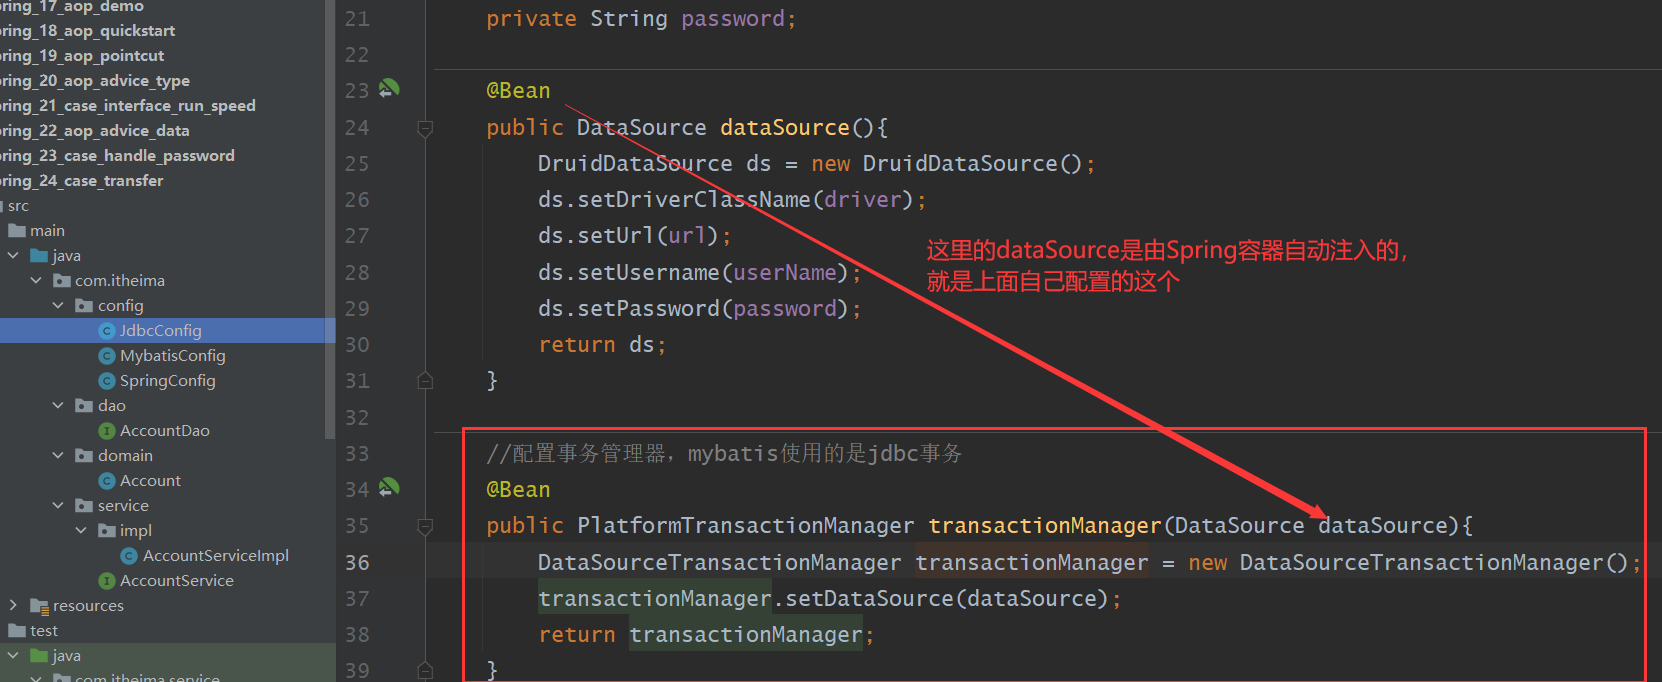 ring_17_aop_demo
ring_18_aop_quickstart
ring_19_aop_pointcut
ring_20_aop_advice_type
ring_21_case_interface_run_speed
ring_22_aop_advice_data
ring_23_case_handle_password
ring_24_case_transfer
src
main
java
com.itheima
config
JdbcConfig
MybatisConfig
SpringConfig
dao
AccountDao
domain
Account
service
impl
AccountServiceImpl
AccountService
resources
test
java
com.itheima.service
21 private String password;
22
23 @Bean
24 public DataSource dataSource(){
25 DruidDataSource ds = new DruidDataSource();
26 ds.setDriverClassName(driver);
27 ds.setUrl(url);
28 ds.setUsername(userName);
29 ds.setPassword(password);
30 return ds;
31 }
32
这里的dataSource是由Spring容器自动注入的，
就是上面自己配置的这个
33 //配置事务管理器，mybatis使用的是jdbc事务
34 @Bean
35 public PlatformTransactionManager transactionManager(DataSource dataSource){
36 DataSourceTransactionManager transactionManager = new DataSourceTransactionManager();
37 transactionManager.setDataSource(dataSource);
38 return transactionManager;
39 }